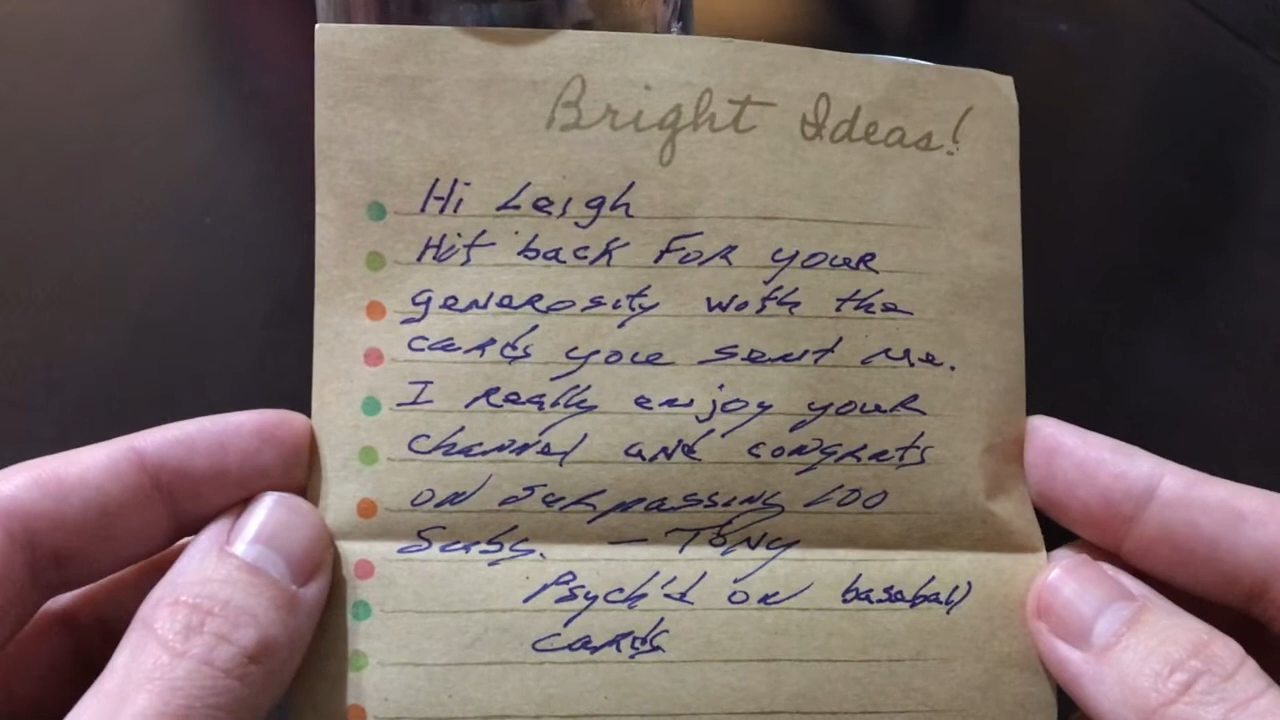 Bright Ideas!
Hi Leigh
Hit back For your
generosity with the
cards you sent me.
I really enjoy your
channel and congrats
on surpassing 100
Subs. - Tony
Psych'd on baseball
cards